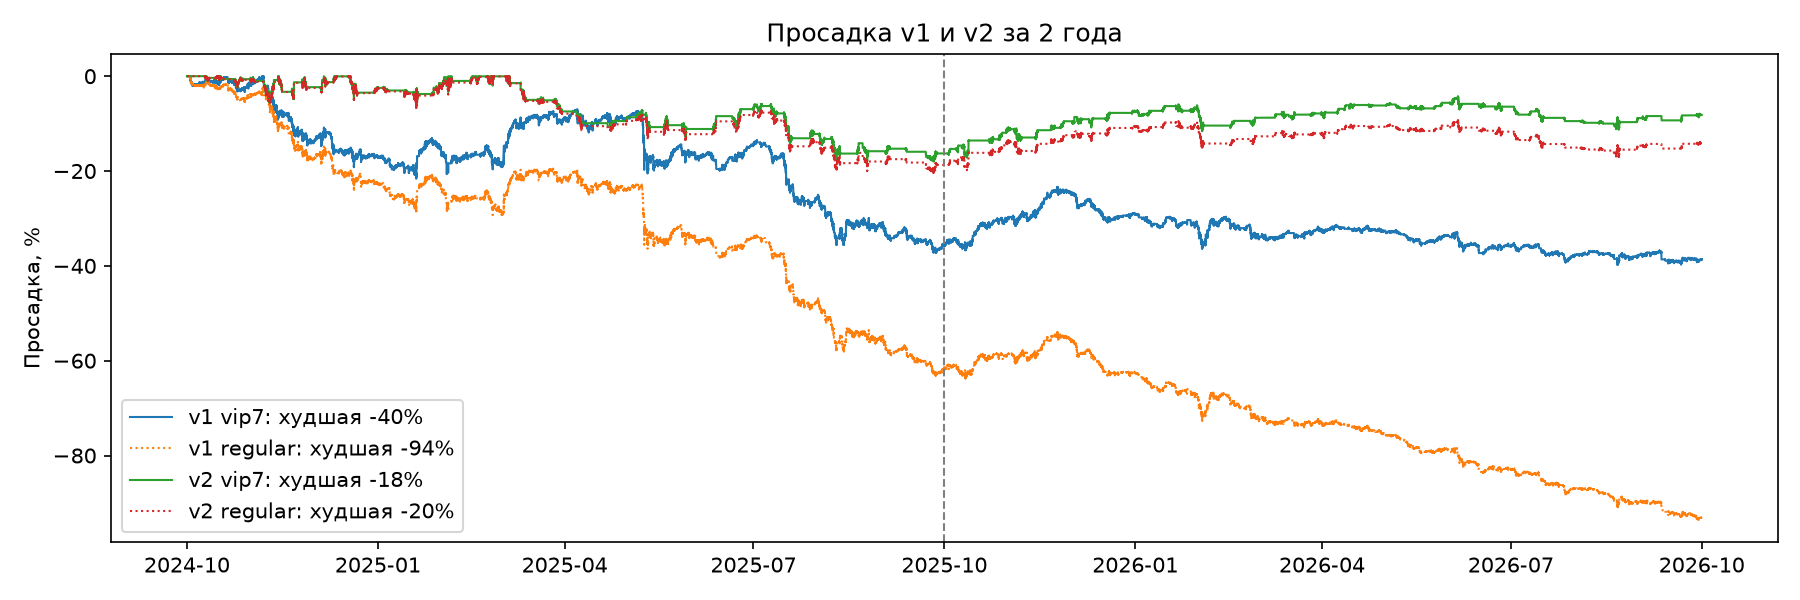 Просадка v1 и v2 за 2 года
Просадка, %
0
−20
−40
−60
−80
v1 vip7: худшая -40%
v1 regular: худшая -94%
v2 vip7: худшая -18%
v2 regular: худшая -20%
2024-10
2025-01
2025-04
2025-07
2025-10
2026-01
2026-04
2026-07
2026-10